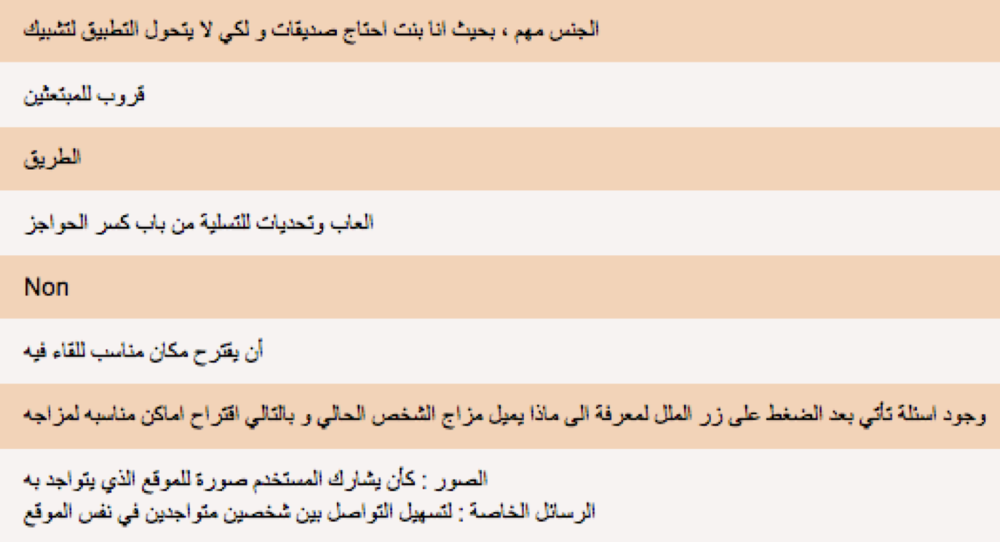 الجنس مهم ، بحيث انا بنت احتاج صديقات و لكي لا يتحول التطبيق لتشبيك
قروب للمبتعثين
الطريق
العاب وتحديات للتسلية من باب كسر الحواجز
Non
أن يقترح مكان مناسب للقاء فيه
وجود اسئلة تأتي بعد الضغط على زر الملل لمعرفة الى ماذا يميل مزاج الشخص الحالي و بالتالي اقتراح اماكن مناسبه لمزاجه
الصور : كأن يشارك المستخدم صورة للموقع الذي يتواجد به
الرسائل الخاصة : لتسهيل التواصل بين شخصين متواجدين في نفس الموقع